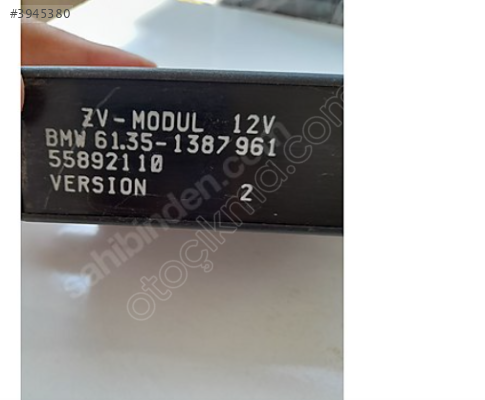 #3945380
ZV-MODUL 12V
BMW 61.35-1387961
55892110
VERSION 2
sahibinden.com
otoçıkma.com